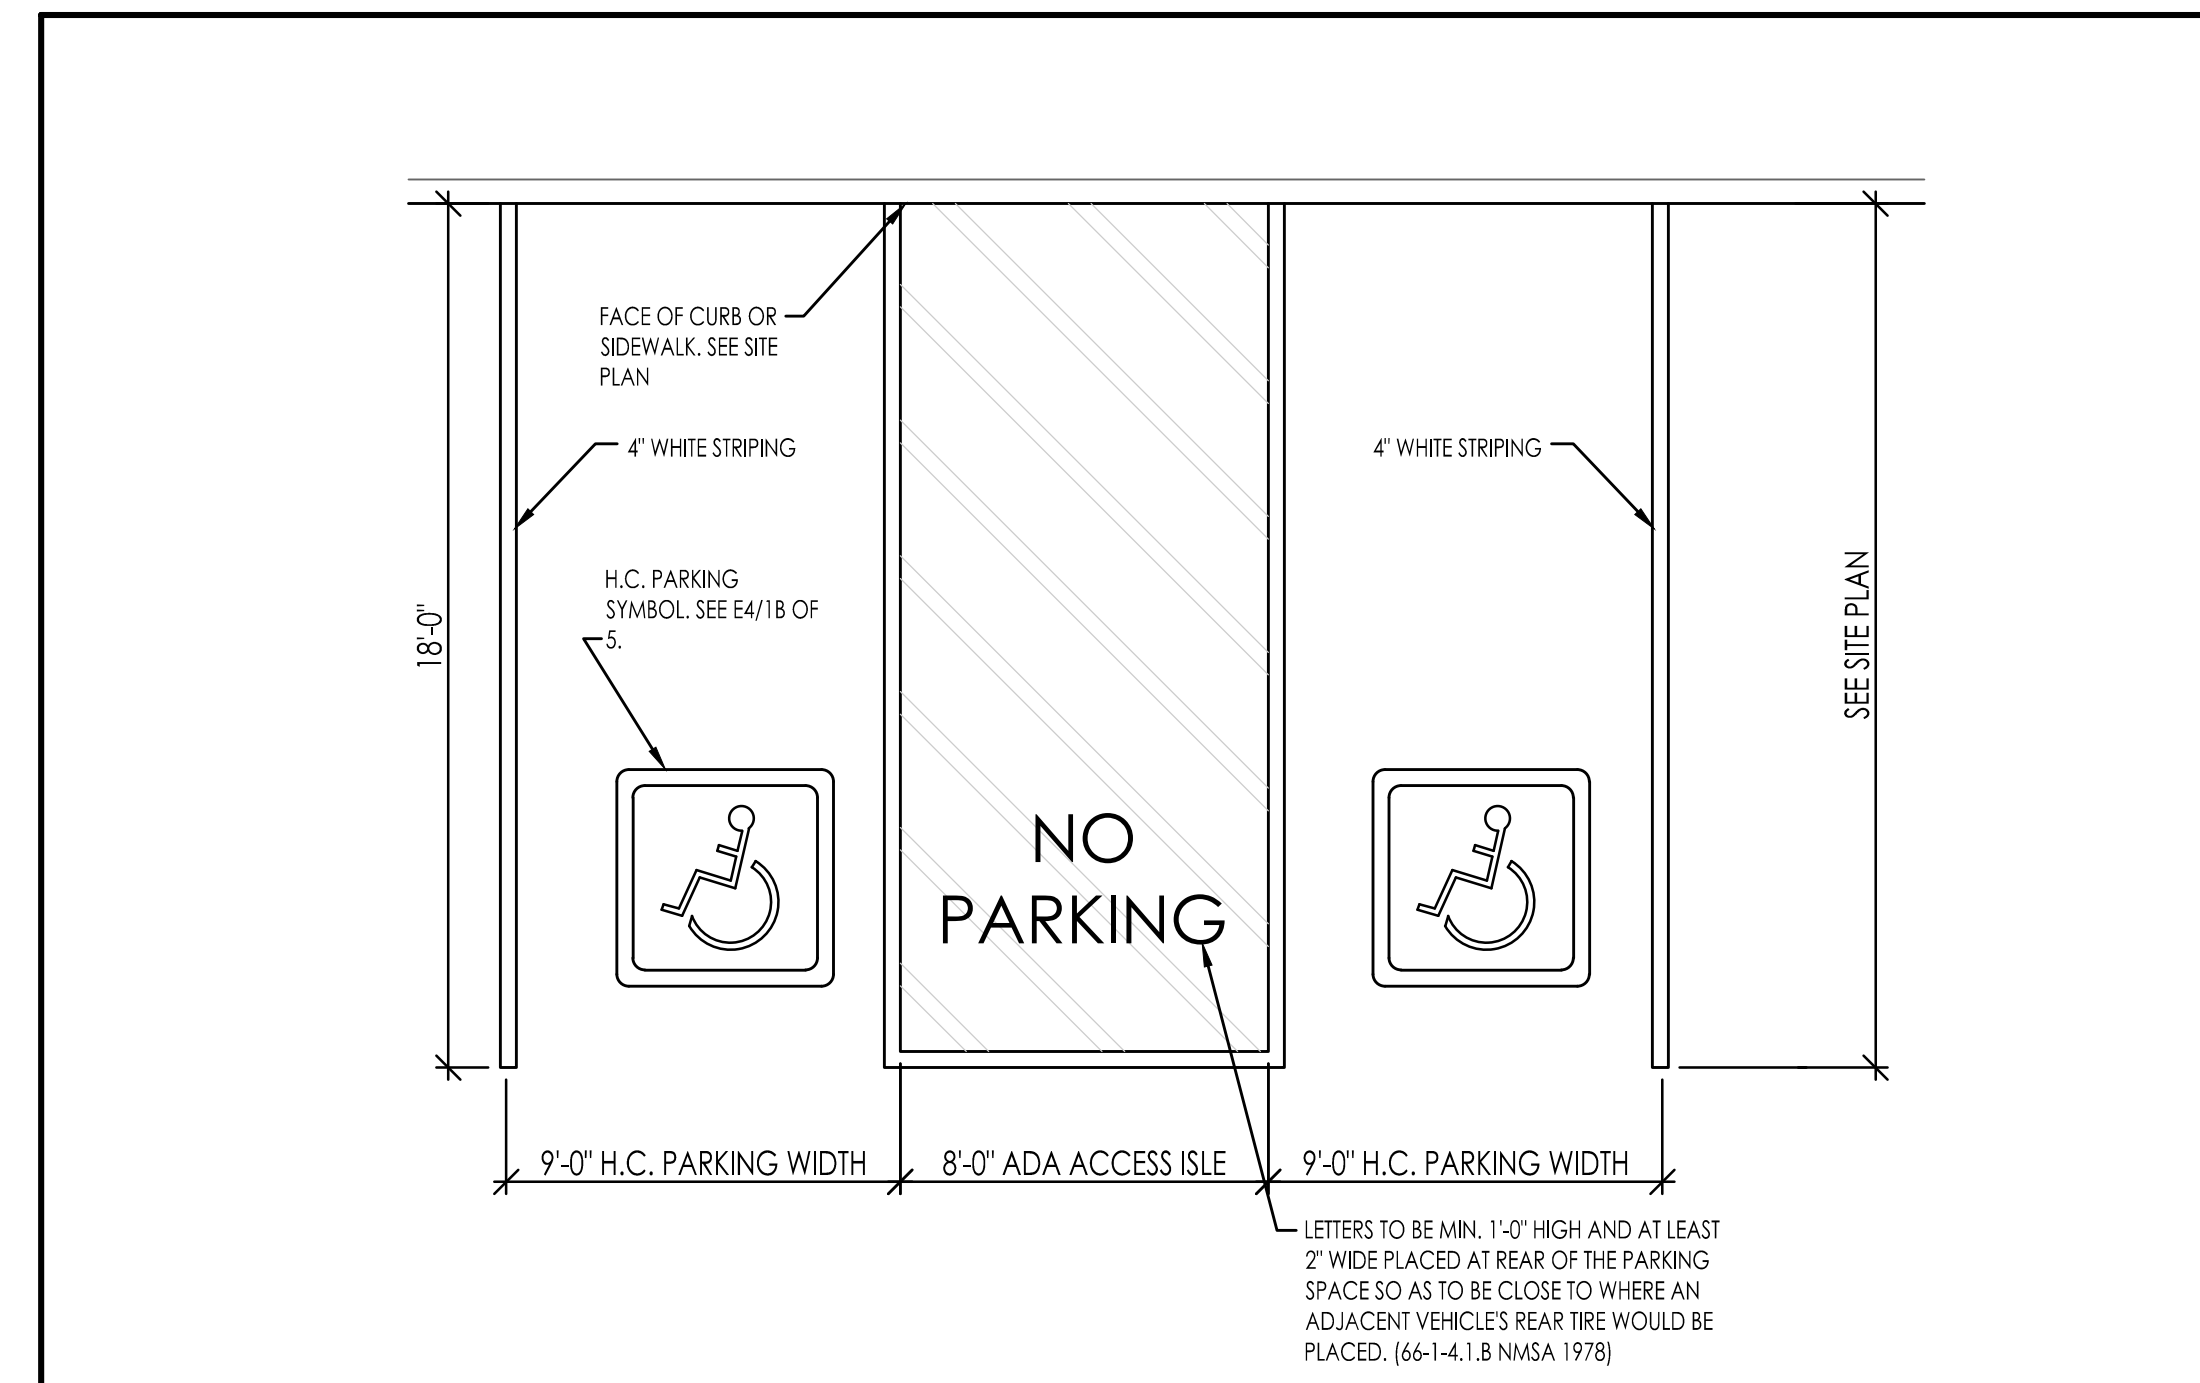 FACE OF CURB OR
SIDEWALK. SEE SITE
PLAN
4" WHITE STRIPING
4" WHITE STRIPING
H.C. PARKING
SYMBOL. SEE E4/1B OF
5.
18'-0"
SEE SITE PLAN
NO
PARKING
9'-0" H.C. PARKING WIDTH
8'-0" ADA ACCESS ISLE
9'-0" H.C. PARKING WIDTH
LETTERS TO BE MIN. 1'-0" HIGH AND AT LEAST
2" WIDE PLACED AT REAR OF THE PARKING
SPACE SO AS TO BE CLOSE TO WHERE AN
ADJACENT VEHICLE'S REAR TIRE WOULD BE
PLACED. (66-1-4.1.B NMSA 1978)